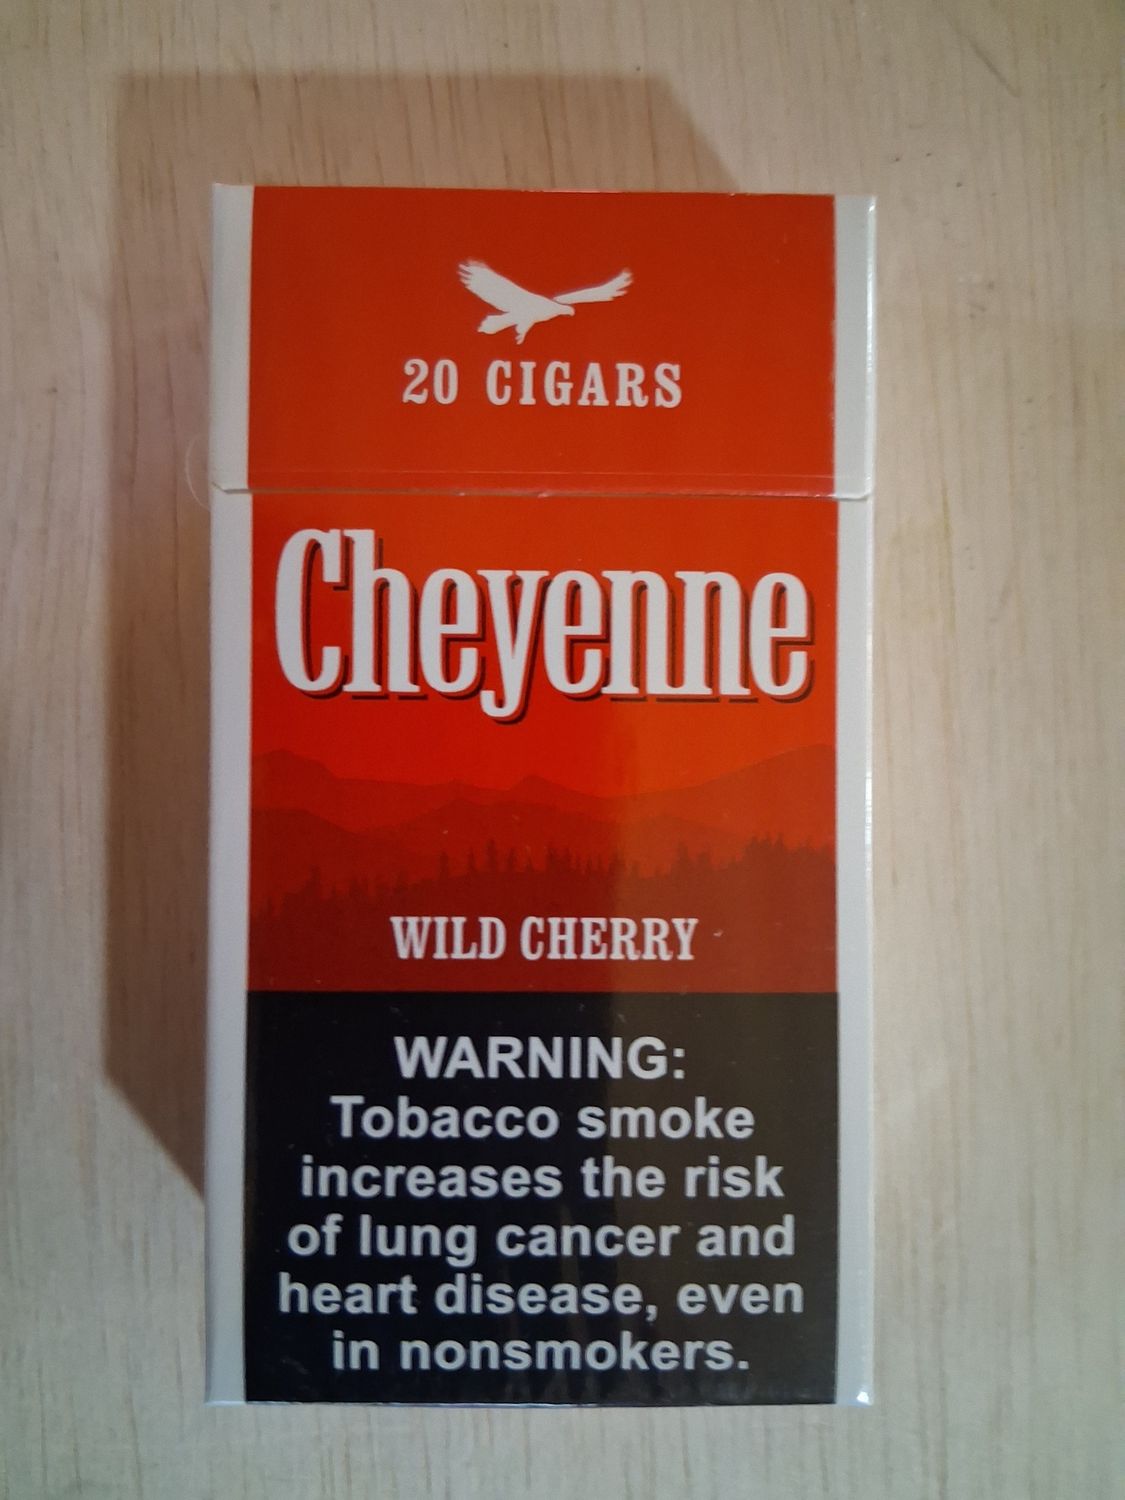 20 CIGARS
Cheyenne
WILD CHERRY
WARNING:
Tobacco smoke
increases the risk
of lung cancer and
heart disease, even
in nonsmokers.